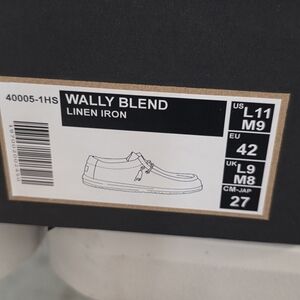 40005-1HS
WALLY BLEND
LINEN IRON
US L11
M9
EU
42
UK L9
M8
CM-JAP
27